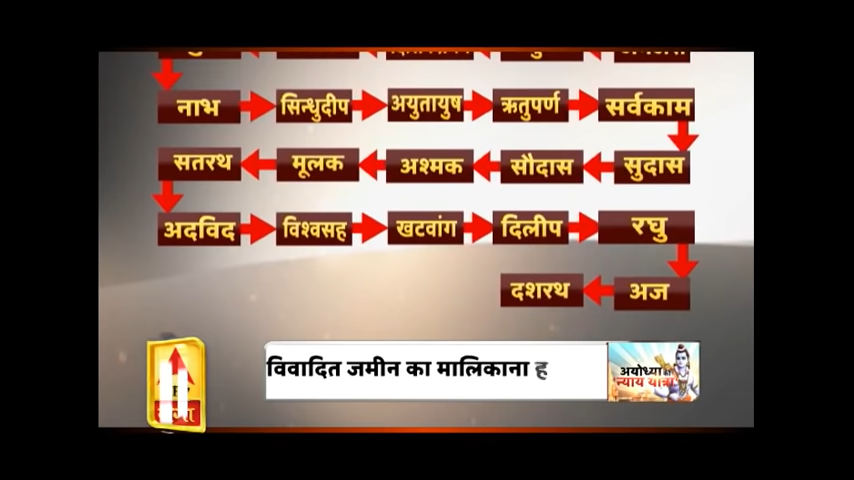 नाभ सिन्धुदीप अयुतायुष ऋतुपर्ण सर्वकाम
सतरथ मूलक अश्मक सौदास सुदास
अदविद विश्वसह खटवांग दिलीप रघु
दशरथ अज
विवादित जमीन का मालिकाना ह
अयोध्या की
न्याय यात्रा